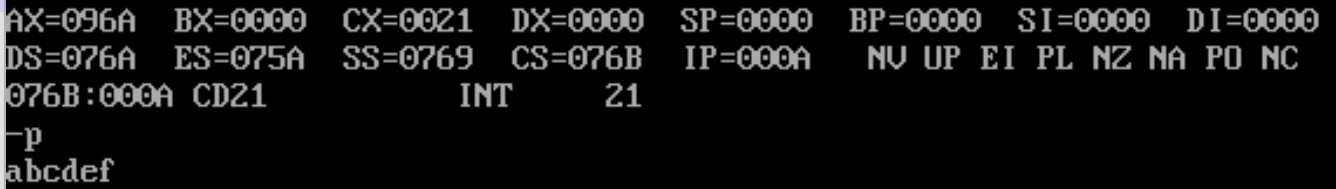 AX=096A  BX=0000  CX=0021  DX=0000  SP=0000  BP=0000  SI=0000  DI=0000
DS=076A  ES=075A  SS=0769  CS=076B  IP=000A   NV UP EI PL NZ NA PO NC
076B:000A CD21          INT     21
-p
abcdef